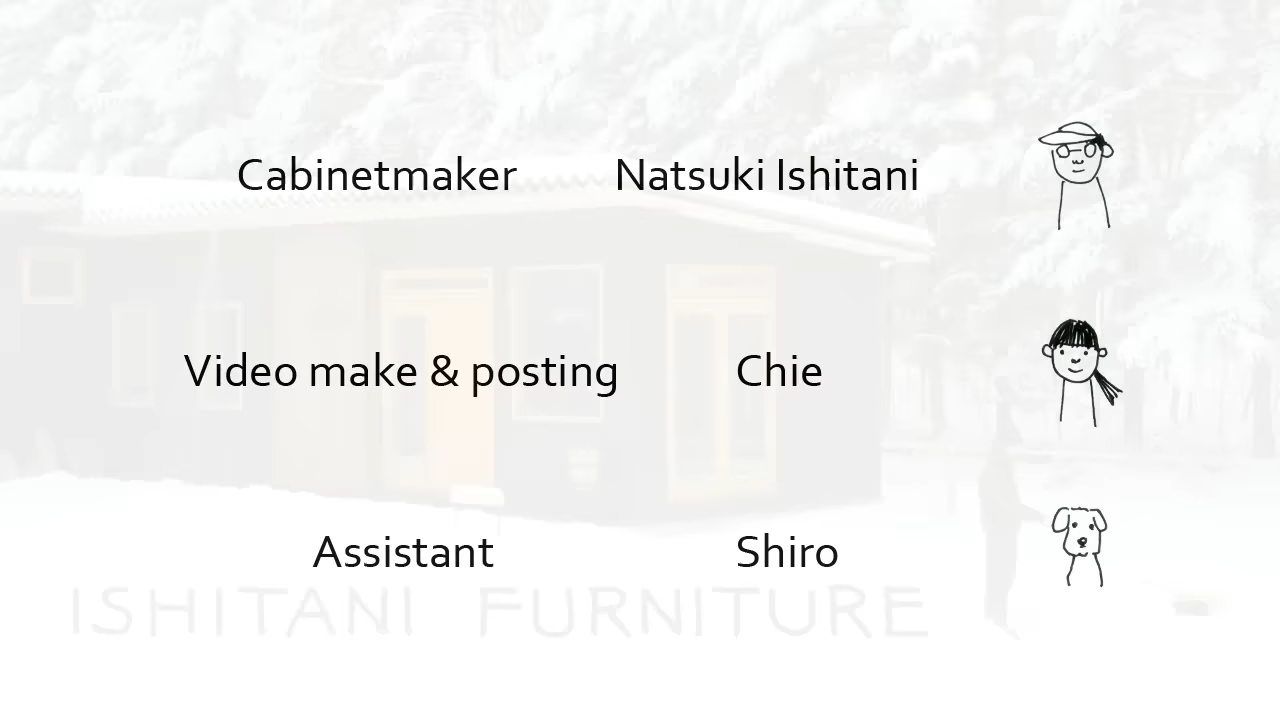 Cabinetmaker Natsuki Ishitani
Video make & posting Chie
Assistant Shiro
ISHITANI FURNITURE